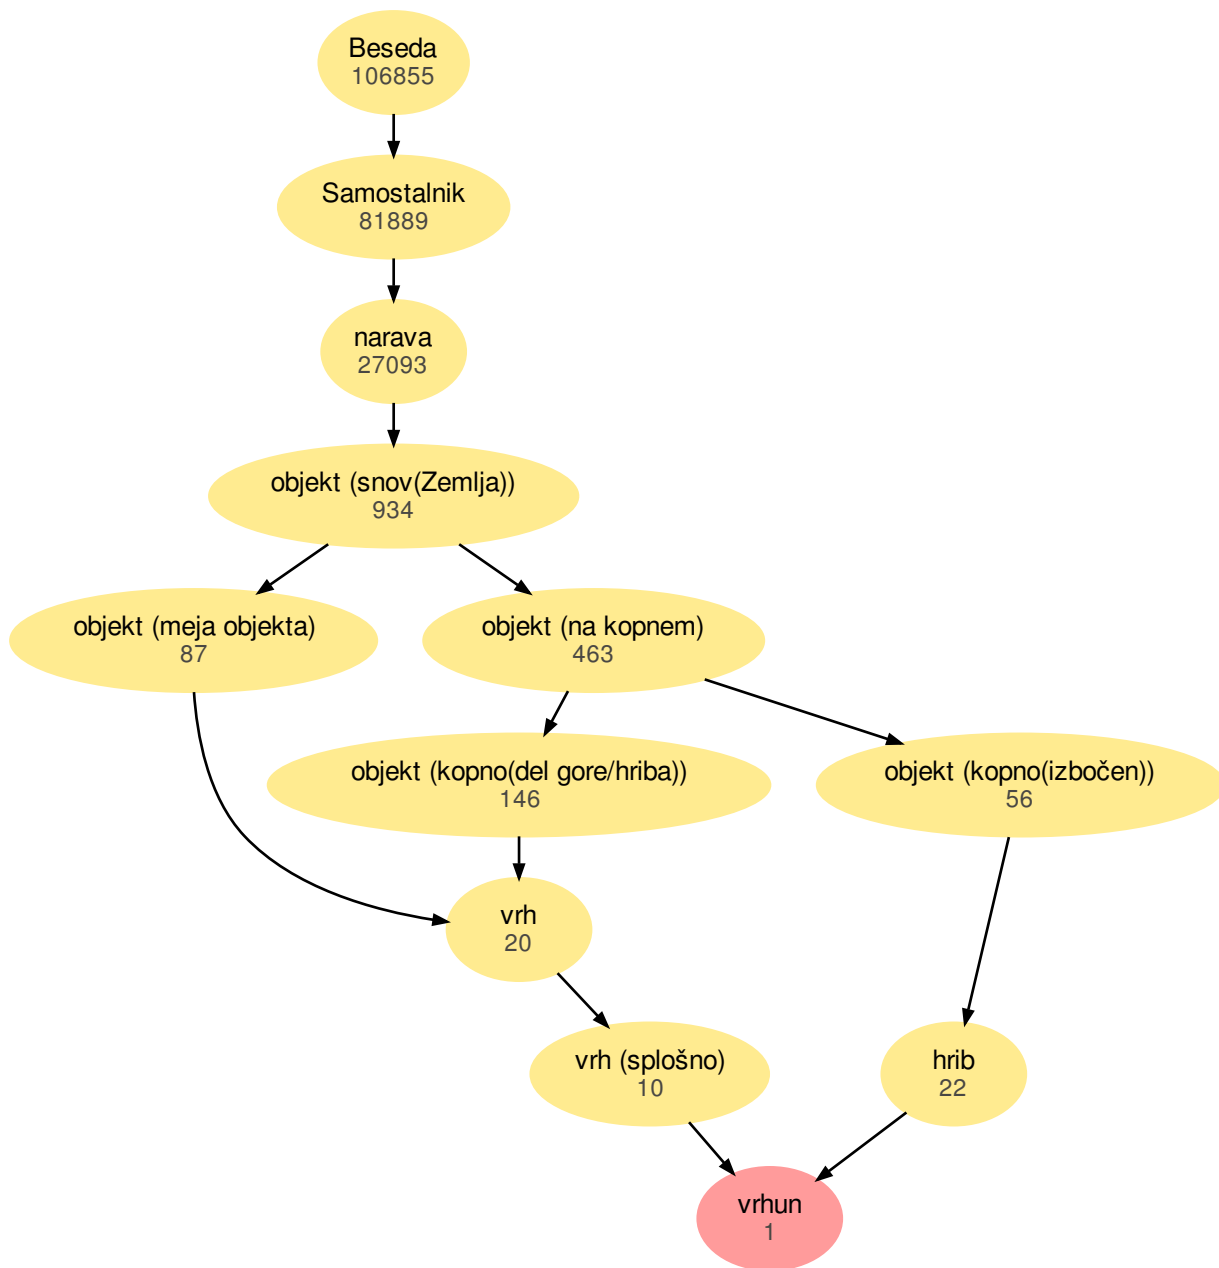 Beseda
106855
Samostalnik
81889
narava
27093
objekt (snov(Zemlja))
934
objekt (meja objekta)
87
objekt (na kopnem)
463
objekt (kopno(del gore/hriba))
146
objekt (kopno(izbočen))
56
vrh
20
vrh (splošno)
10
hrib
22
vrhun
1